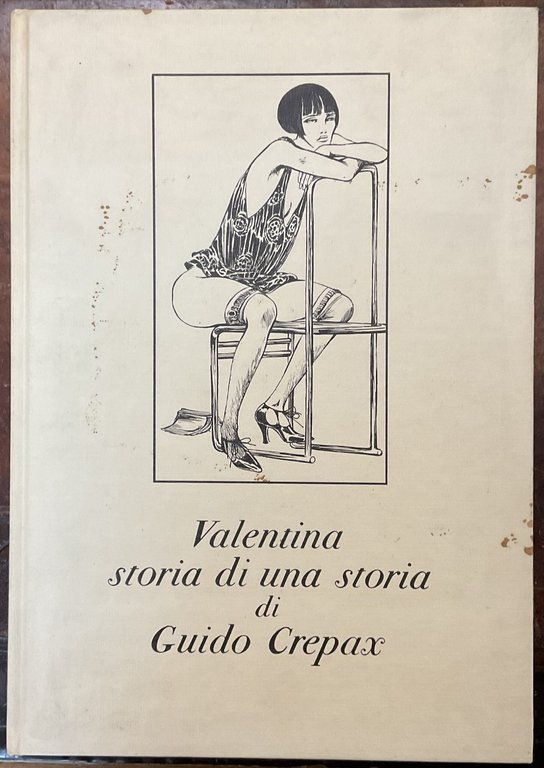 Valentina
storia di una storia
di
Guido Crepax